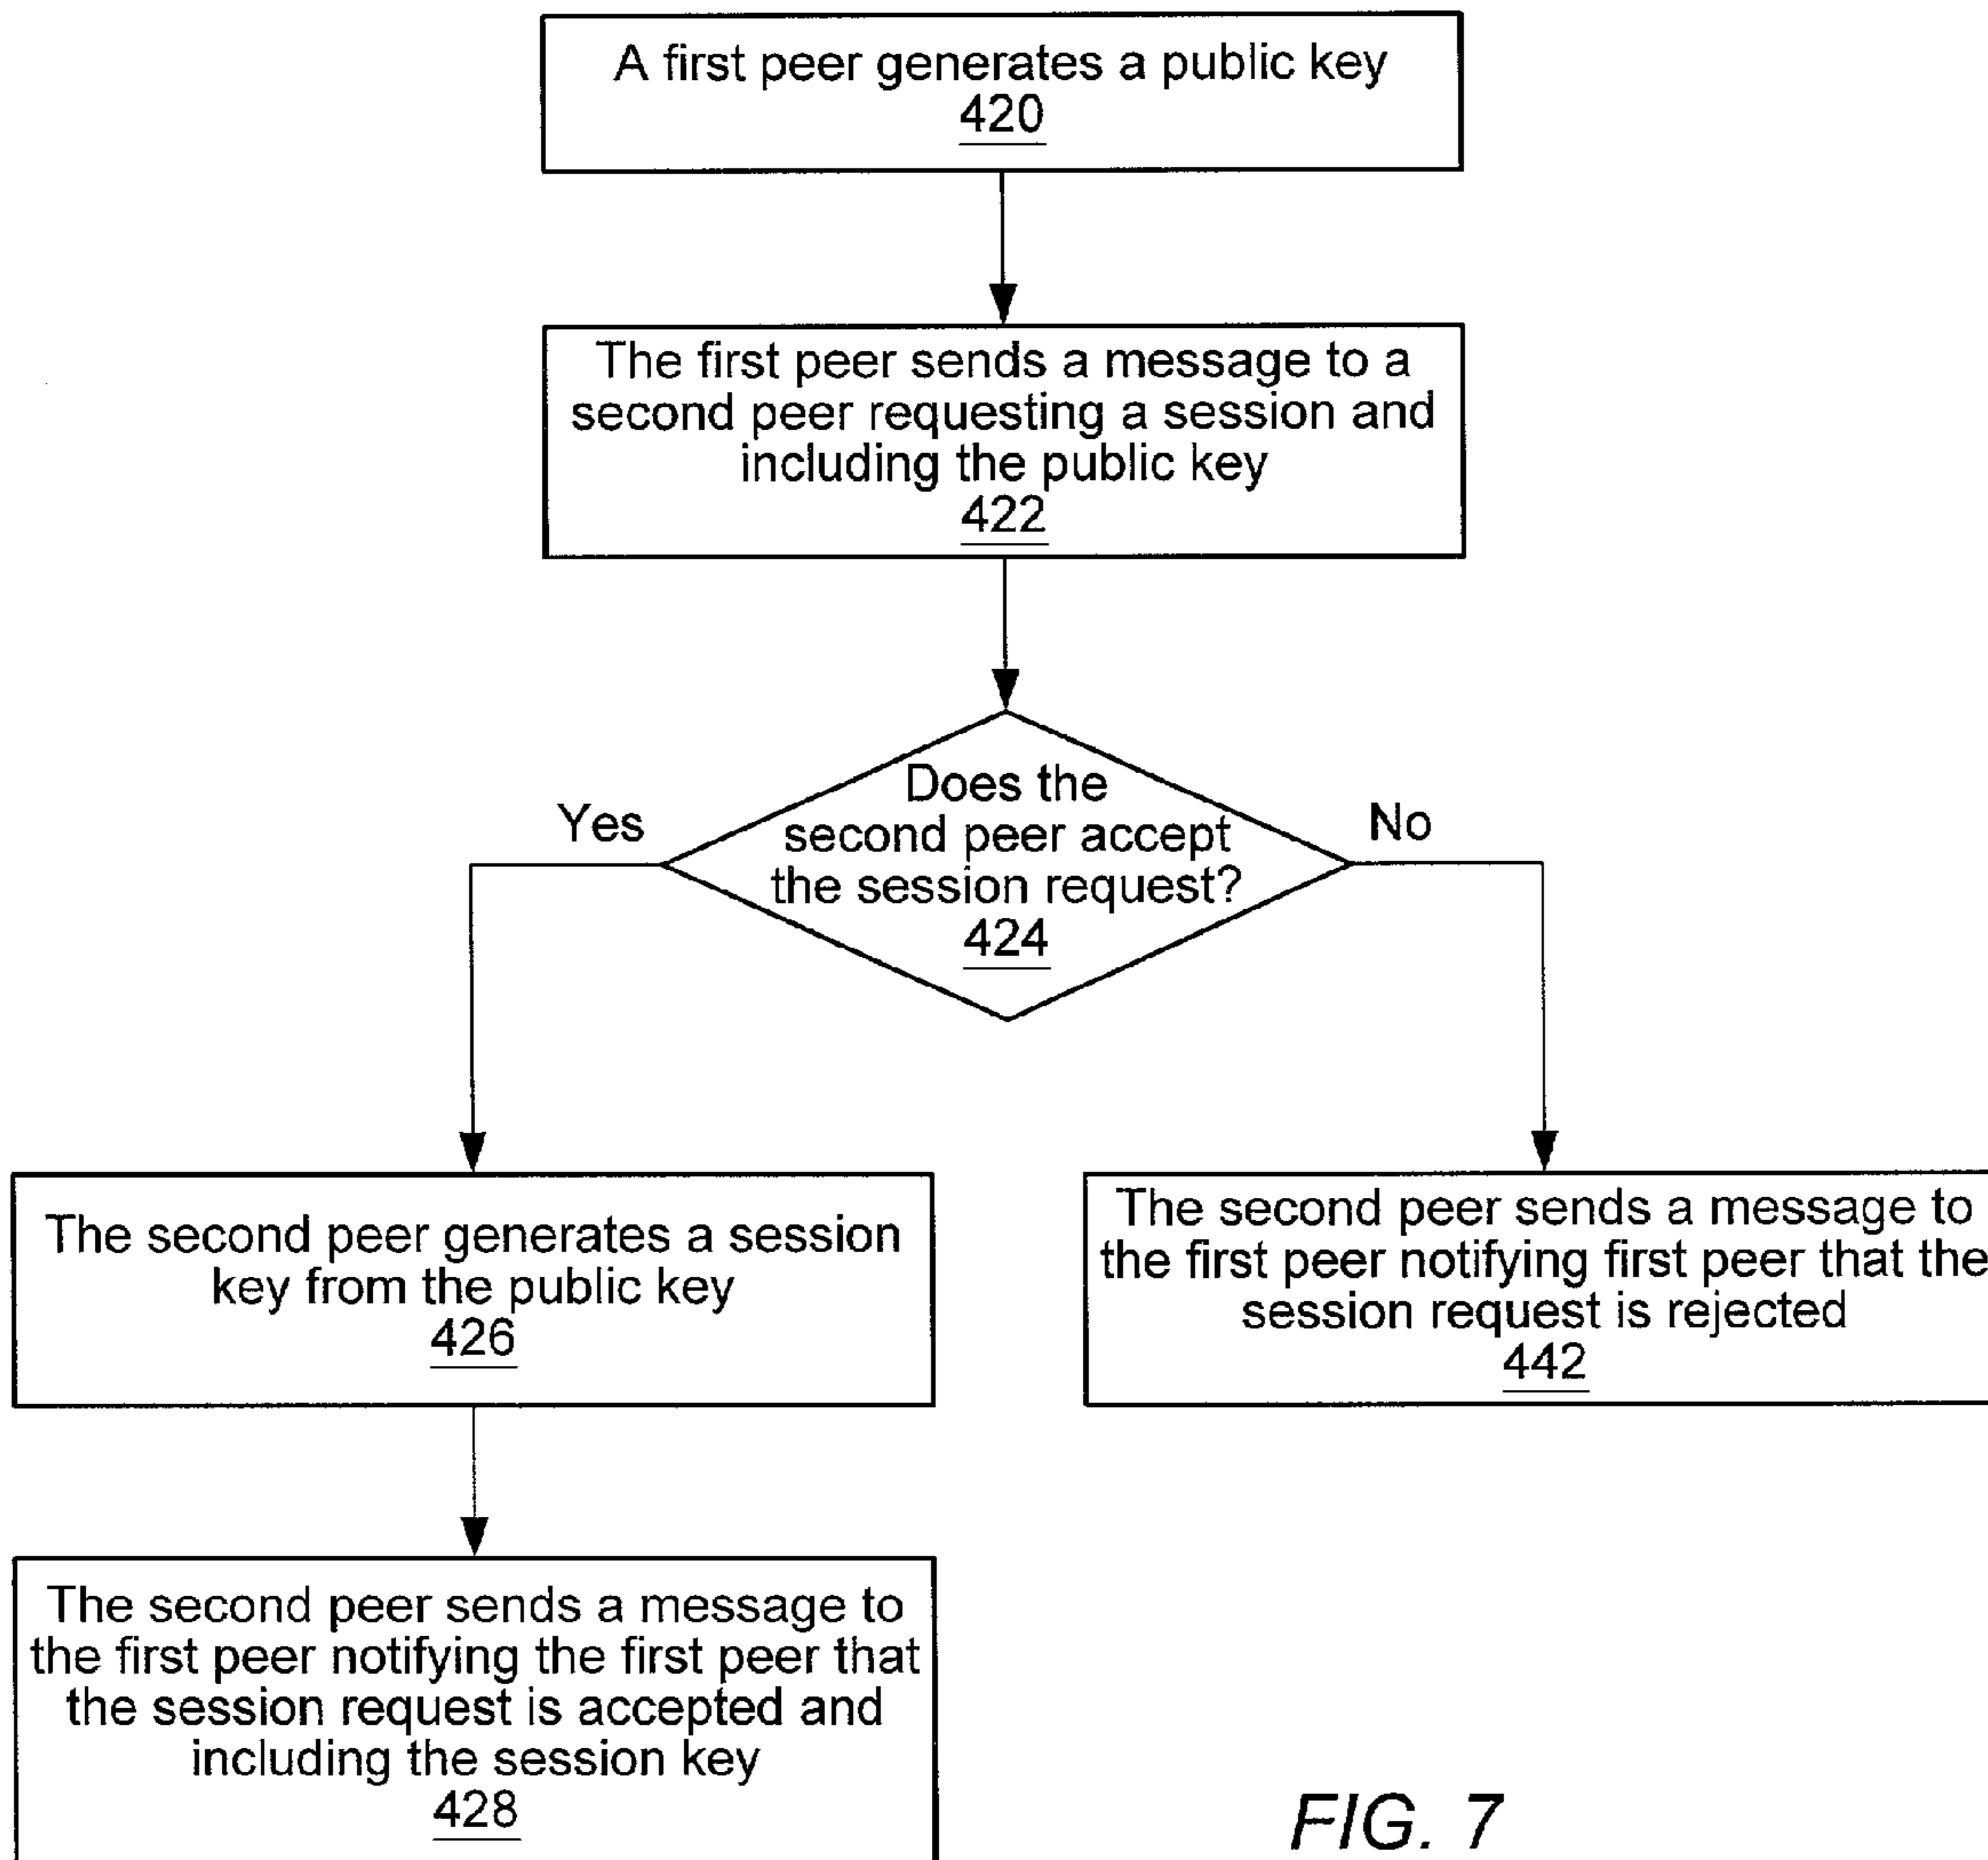 A first peer generates a public key
420
The first peer sends a message to a
second peer requesting a session and
including the public key
422
Does the
second peer accept
the session request?
424
Yes
No
The second peer generates a session
key from the public key
426
The second peer sends a message to
the first peer notifying first peer that the
session request is rejected
442
The second peer sends a message to
the first peer notifying the first peer that
the session request is accepted and
including the session key
428
FIG. 7